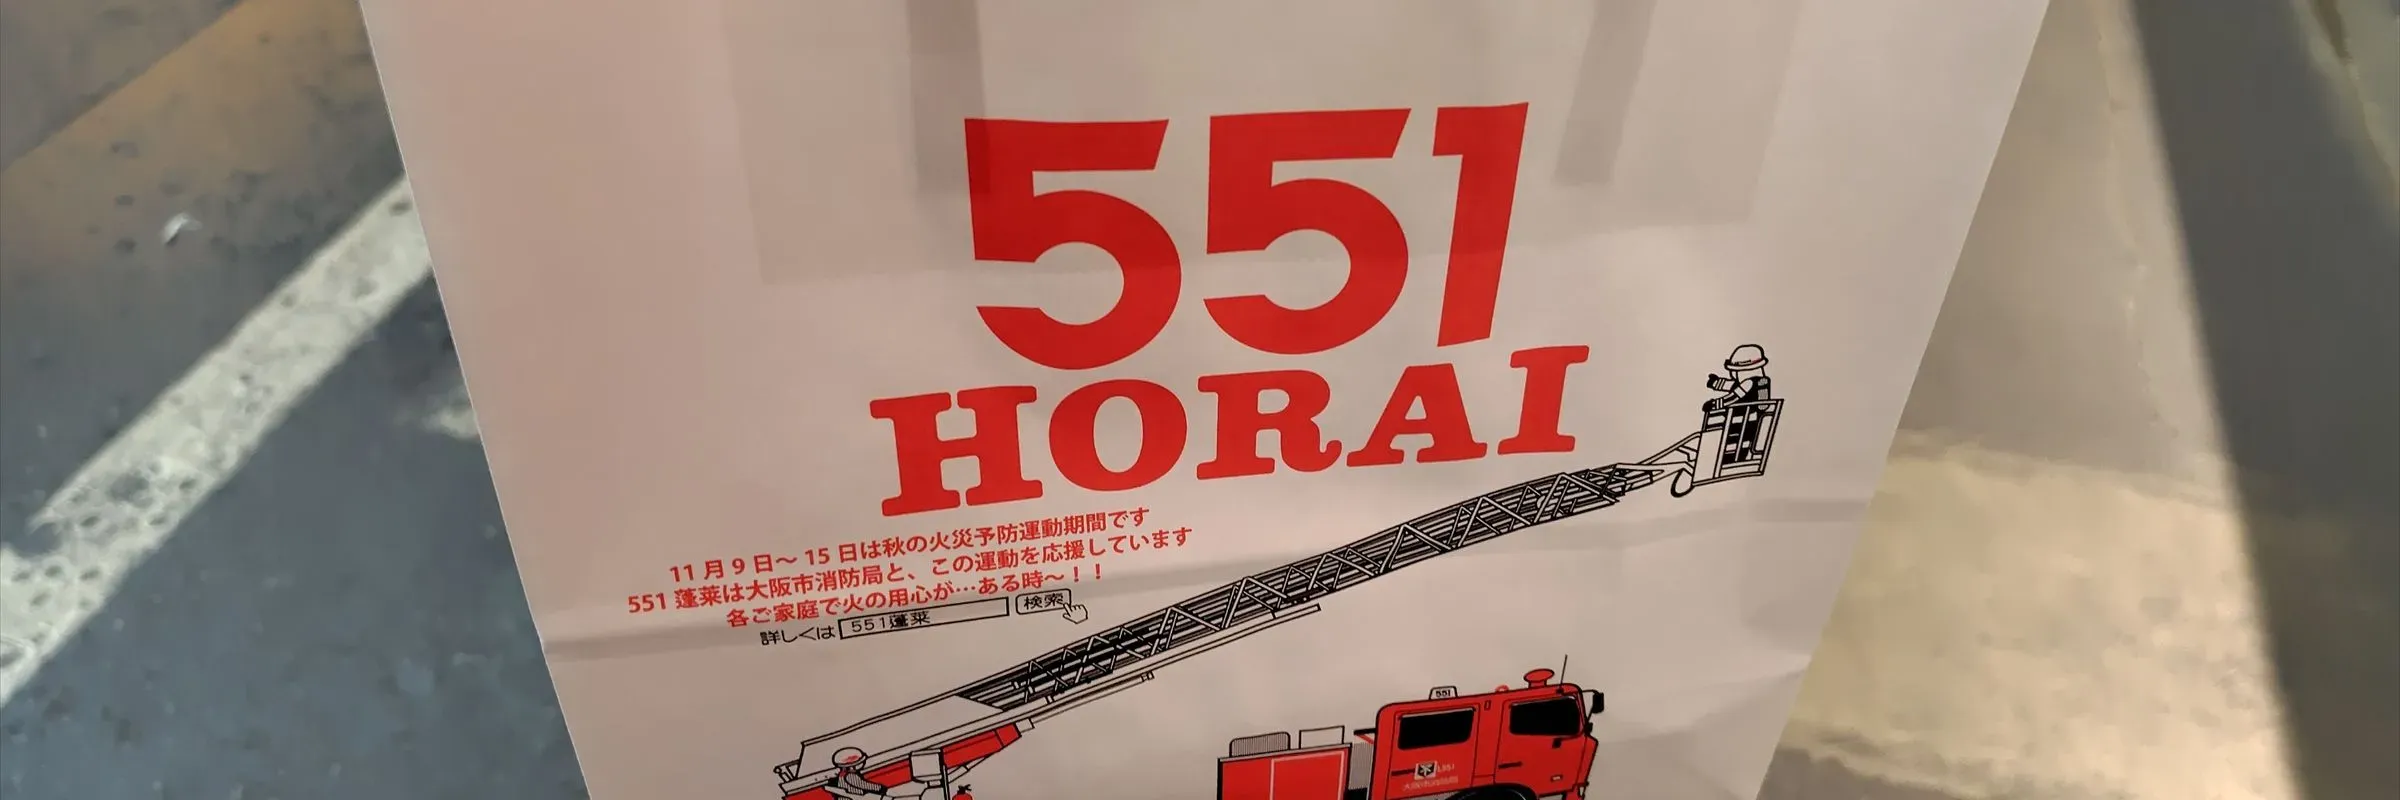 551
HORAI
11月9日〜15日は秋の火災予防運動期間です
551蓬莱は大阪市消防局と、この運動を応援しています
各ご家庭で火の用心が…ある時〜！！
詳しくは 551蓬莱 検索
551